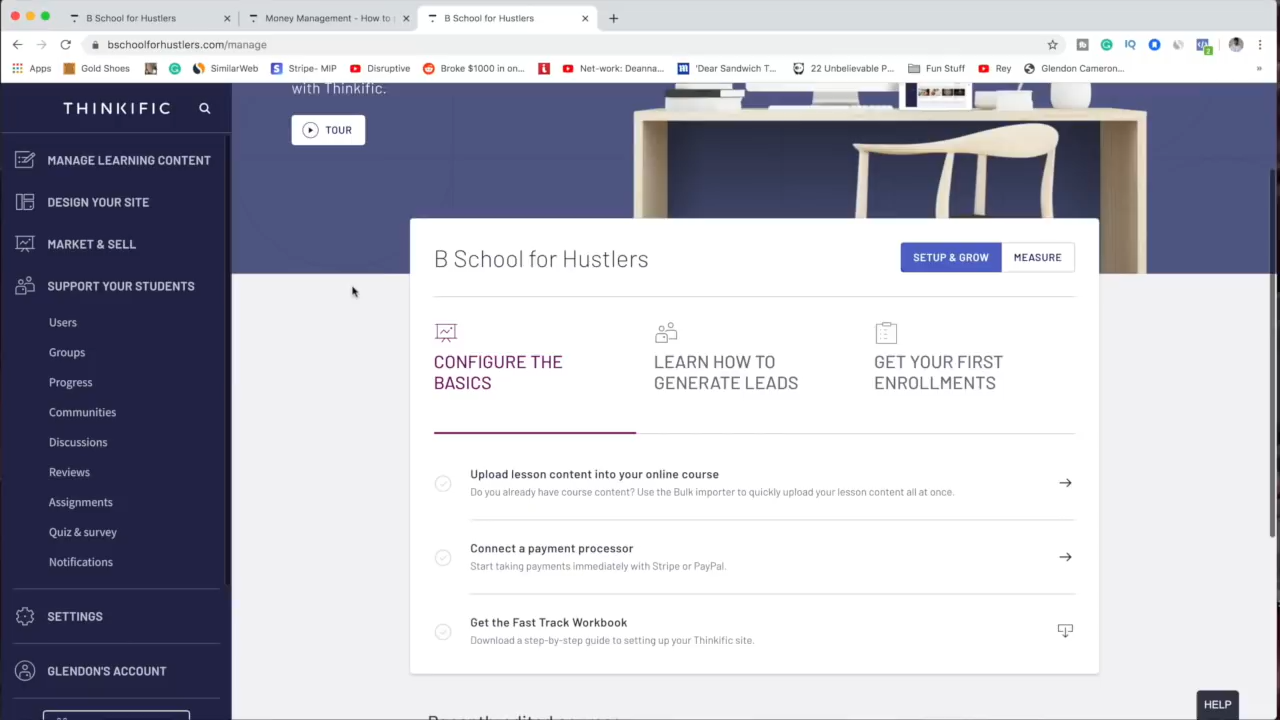 B School for Hustlers
Money Management - How to
B School for Hustlers
bschoolforhustlers.com/manage
Apps
Gold Shoes
SimilarWeb
Stripe- MIP
Disruptive
Broke $1000 in on...
Net-work: Deanna...
'Dear Sandwich T...
22 Unbelievable P...
Fun Stuff
Rey
Glendon Cameron...
»
THINKIFIC
MANAGE LEARNING CONTENT
DESIGN YOUR SITE
MARKET & SELL
SUPPORT YOUR STUDENTS
Users
Groups
Progress
Communities
Discussions
Reviews
Assignments
Quiz & survey
Notifications
SETTINGS
GLENDON'S ACCOUNT
with Thinkific.
TOUR
B School for Hustlers
SETUP & GROW
MEASURE
CONFIGURE THE
BASICS
LEARN HOW TO
GENERATE LEADS
GET YOUR FIRST
ENROLLMENTS
Upload lesson content into your online course
Do you already have course content? Use the Bulk importer to quickly upload your lesson content all at once.
Connect a payment processor
Start taking payments immediately with Stripe or PayPal.
Get the Fast Track Workbook
Download a step-by-step guide to setting up your Thinkific site.
HELP